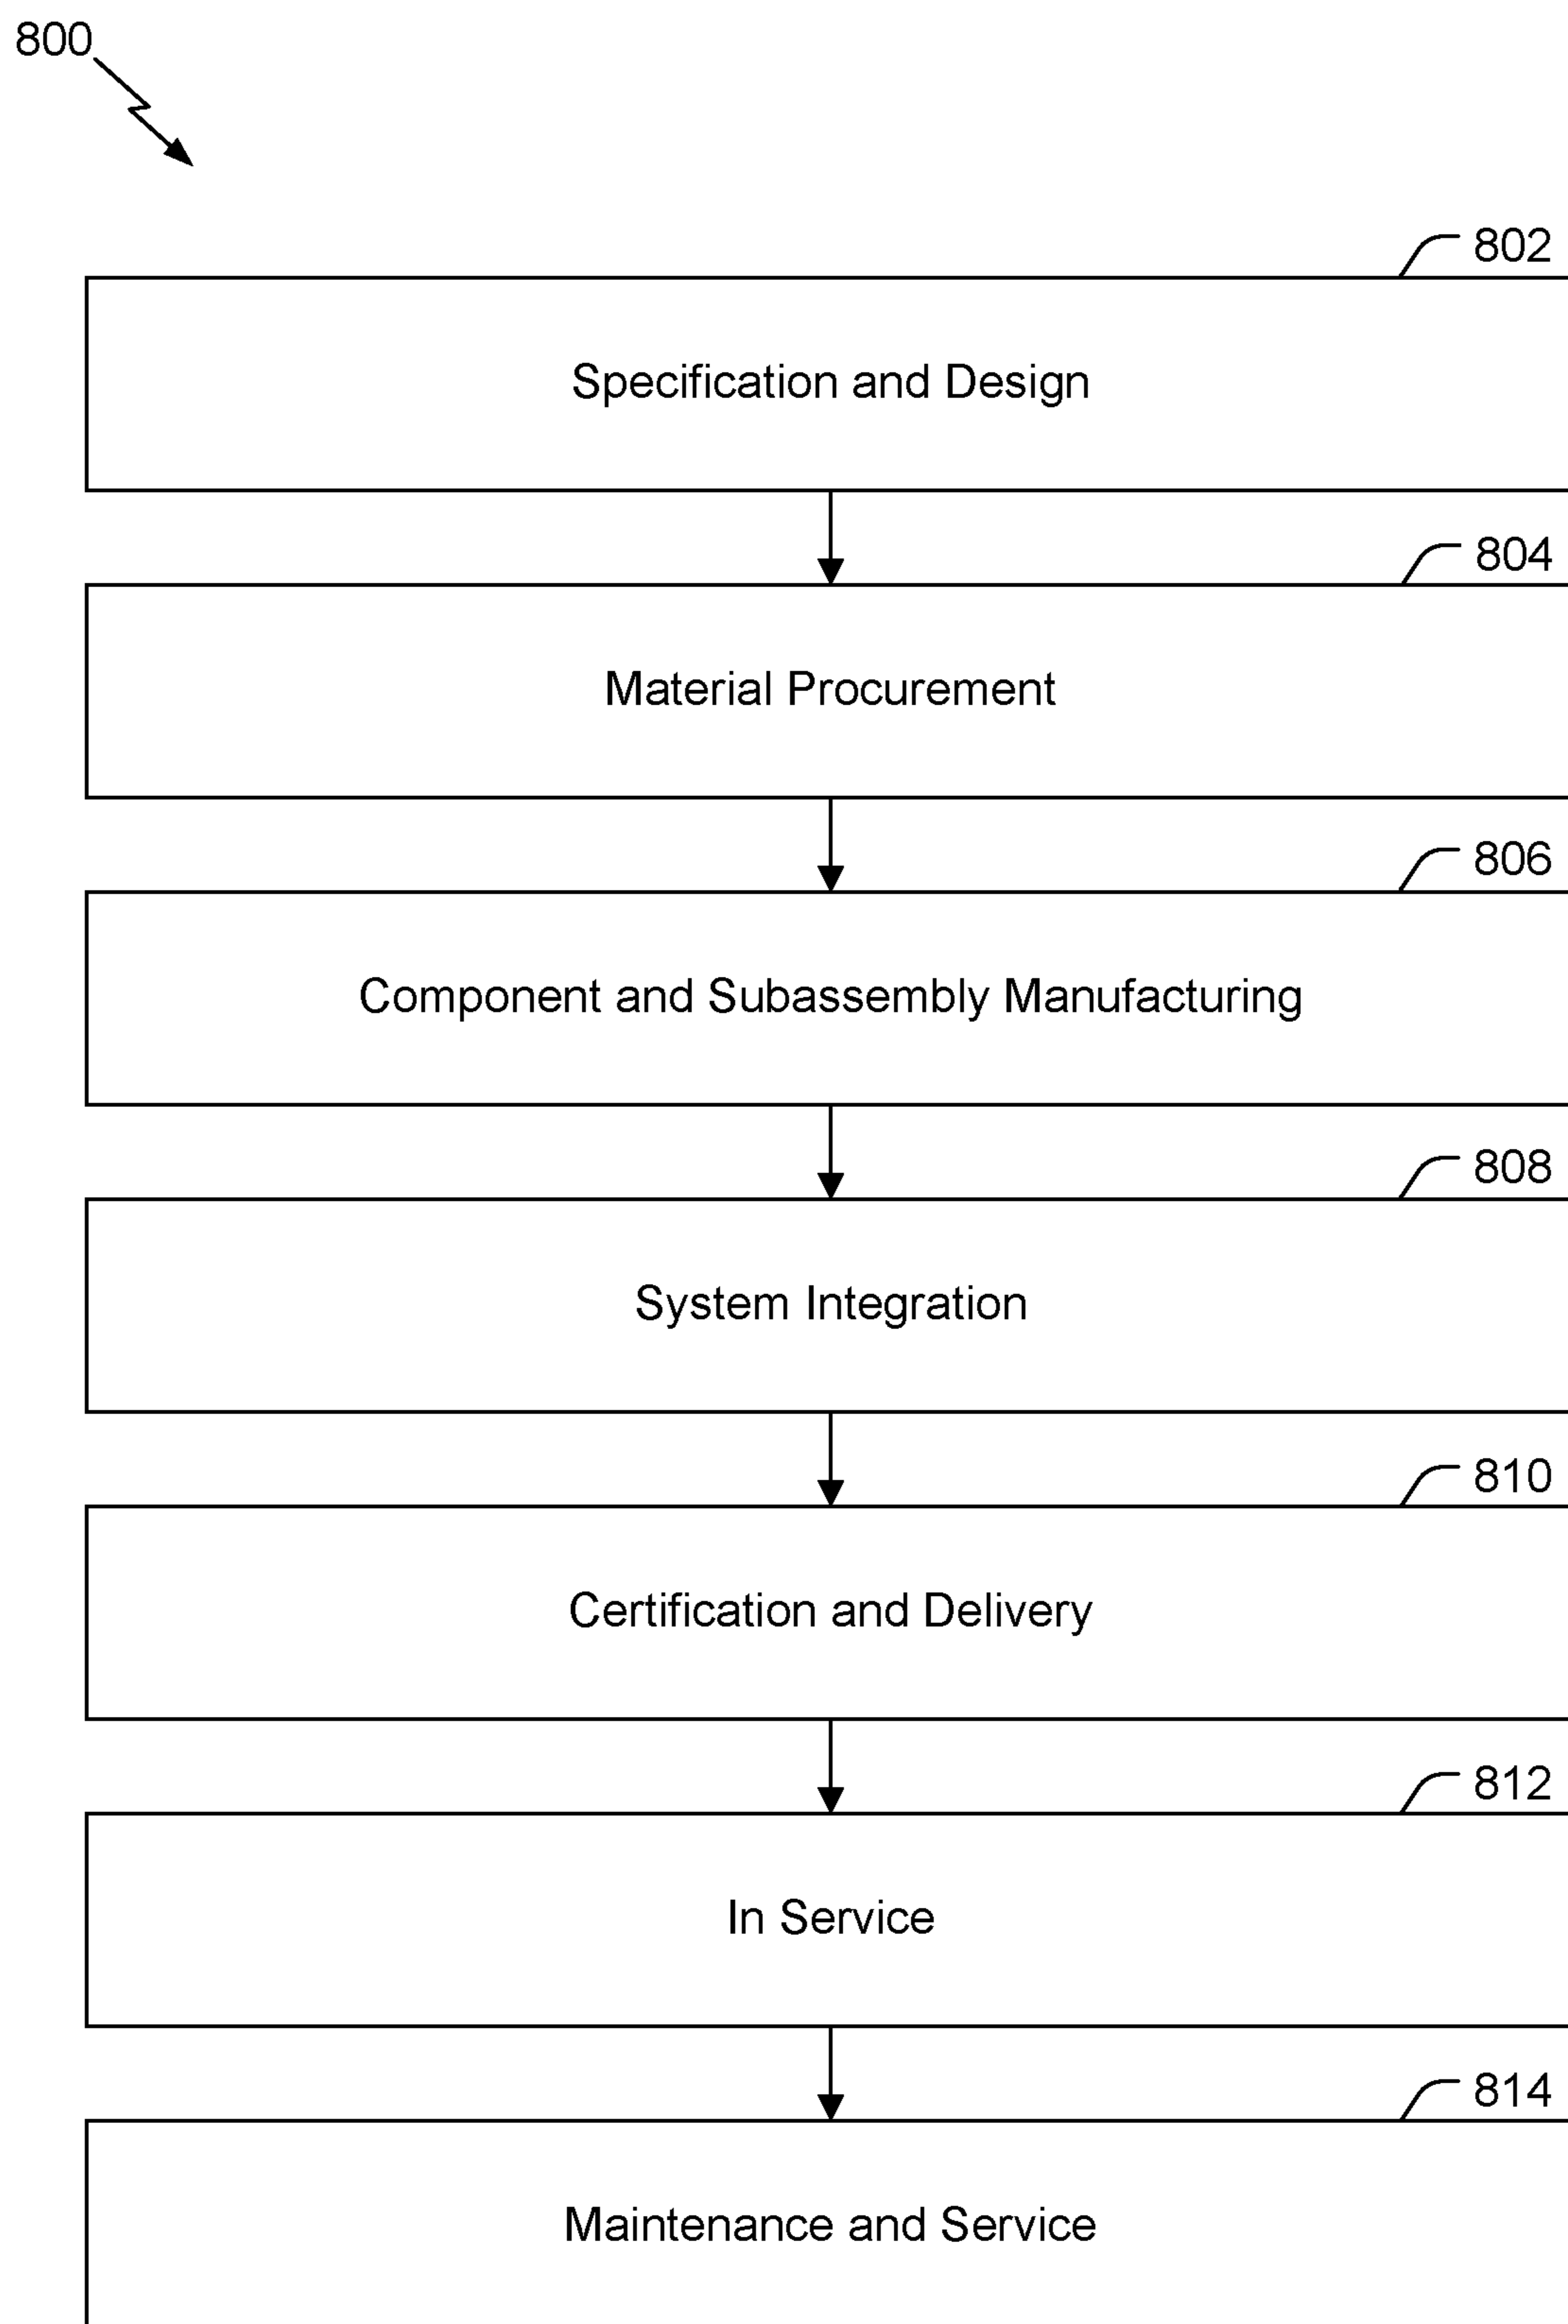 800
802
Specification and Design
804
Material Procurement
806
Component and Subassembly Manufacturing
808
System Integration
810
Certification and Delivery
812
In Service
814
Maintenance and Service